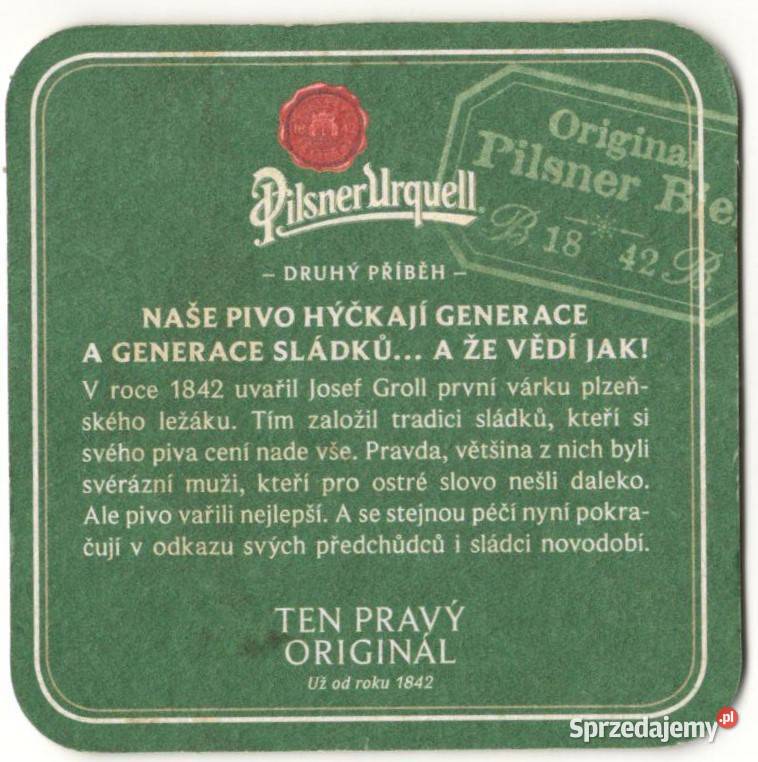 Original
Pilsner Bie
B 18 42 B.
Pilsner Urquell
– DRUHÝ PŘÍBĚH –
NAŠE PIVO HÝČKAJÍ GENERACE
A GENERACE SLÁDKŮ... A ŽE VĚDÍ JAK!
V roce 1842 uvařil Josef Groll první várku plzeň-
ského ležáku. Tím založil tradici sládků, kteří si
svého piva cení nade vše. Pravda, většina z nich byli
svérázní muži, kteří pro ostré slovo nešli daleko.
Ale pivo vařili nejlepší. A se stejnou péčí nyní pokra-
čují v odkazu svých předchůdců i sládci novodobí.
TEN PRAVÝ
ORIGINÁL
Už od roku 1842
Sprzedajemy.pl